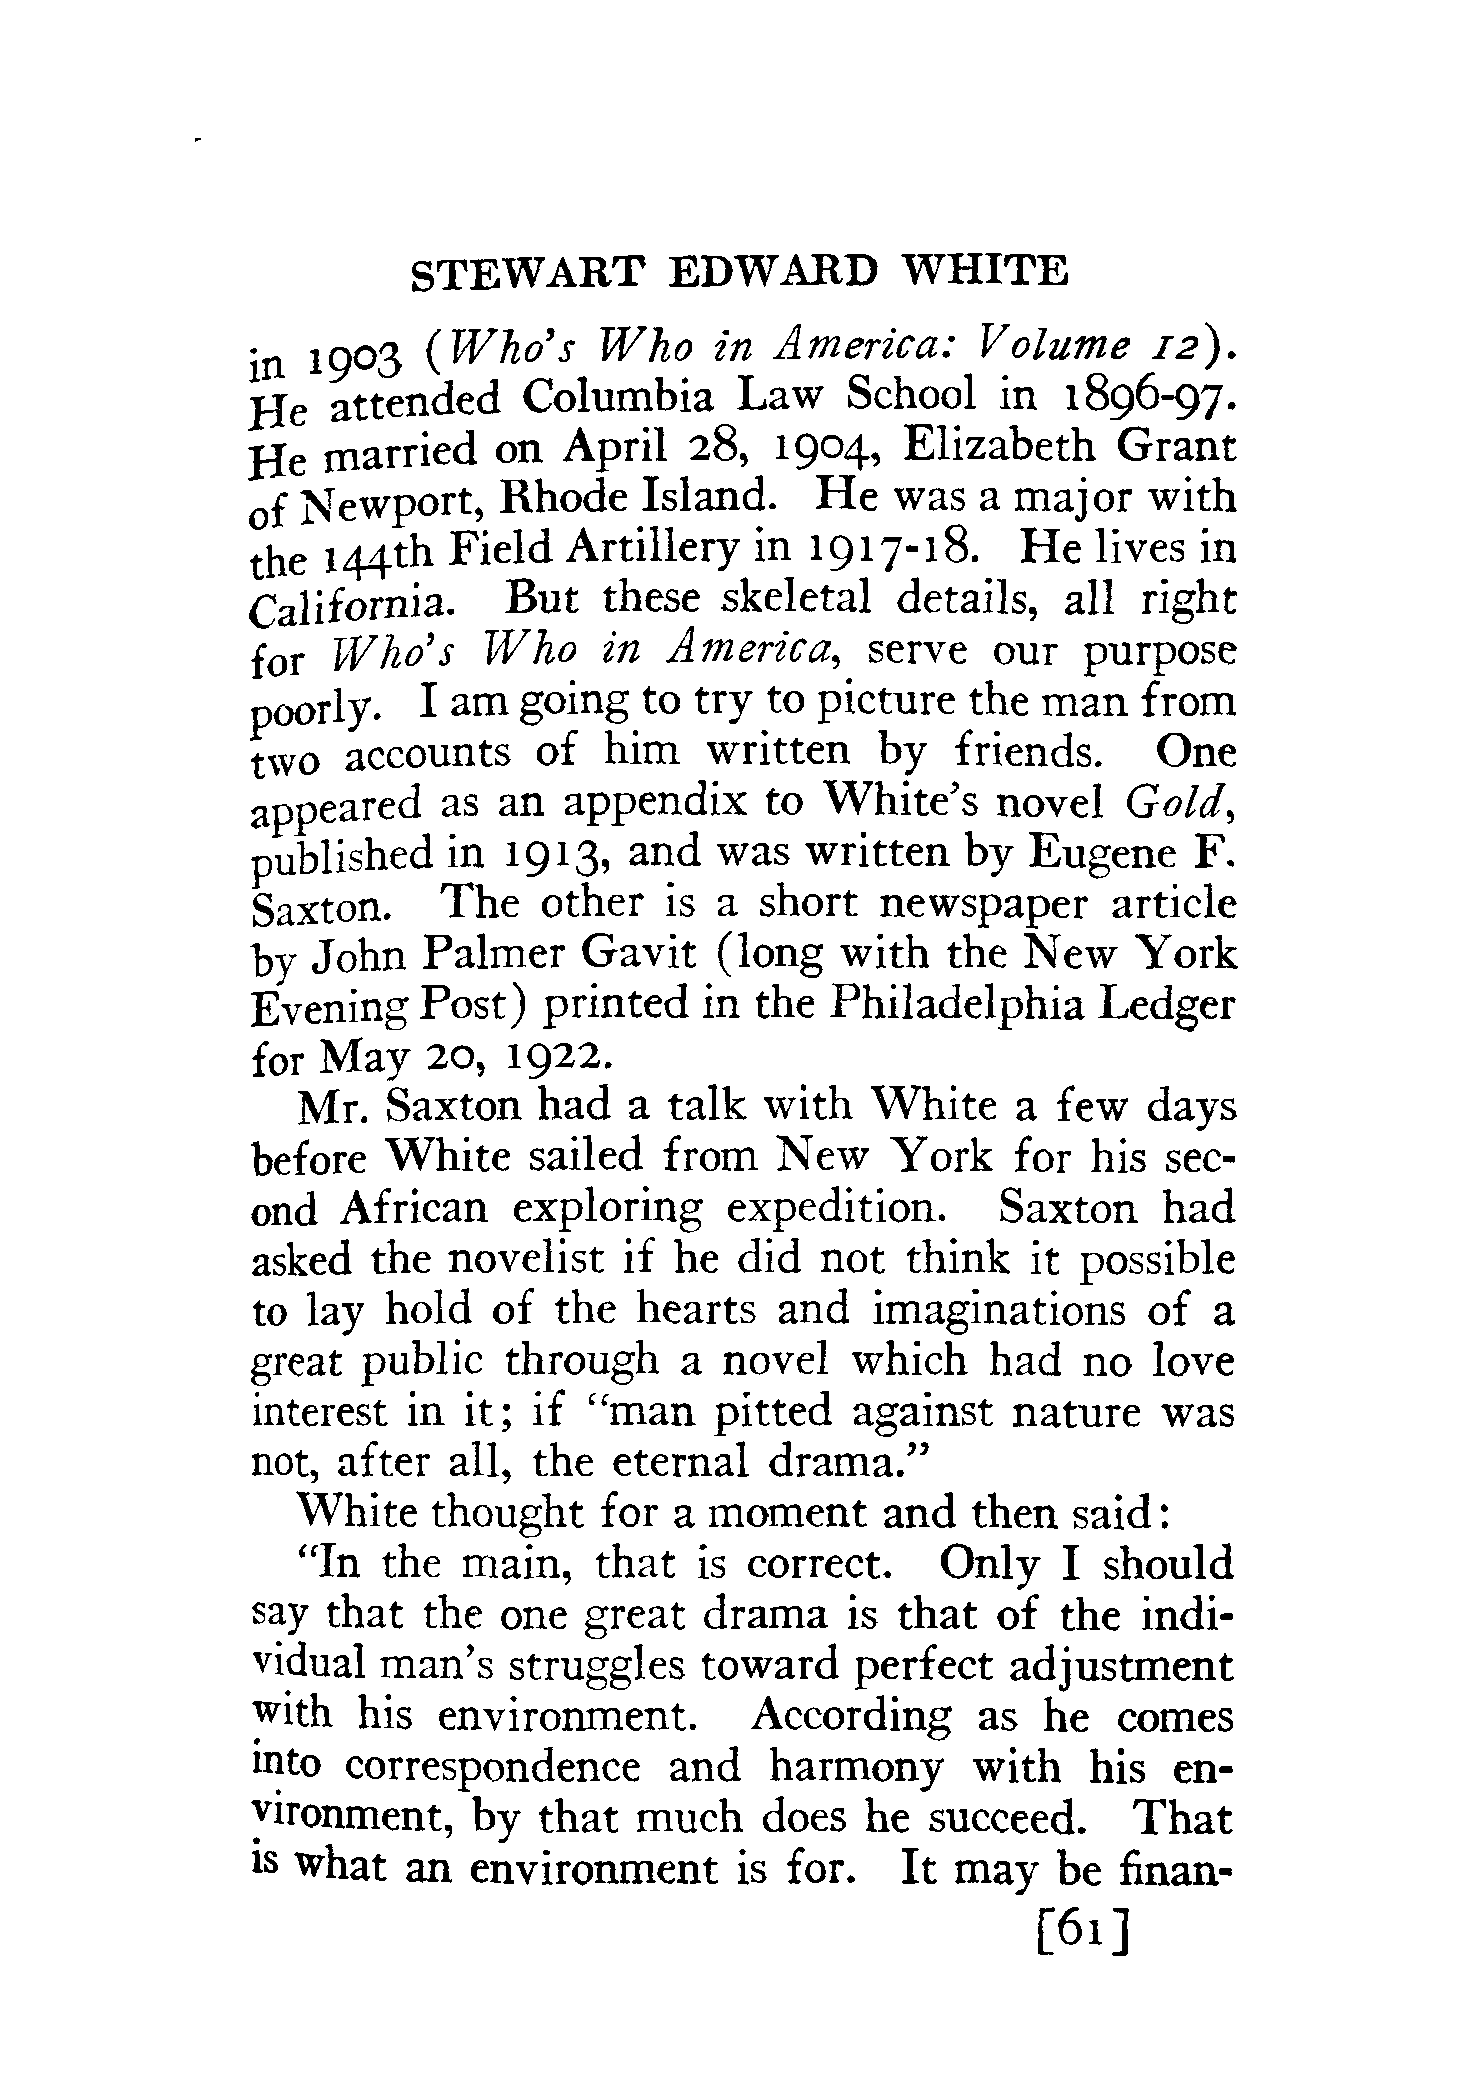 STEWART EDWARD WHITE
in 1903 (Who's Who in America: Volume 12).
He attended Columbia Law School in 1896-97.
He married on April 28, 1904, Elizabeth Grant
of Newport, Rhode Island. He was a major with
the 144th Field Artillery in 1917-18. He lives in
California. But these skeletal details, all right
for Who's Who in America, serve our purpose
poorly. I am going to try to picture the man from
two accounts of him written by friends. One
appeared as an appendix to White's novel Gold,
published in 1913, and was written by Eugene F.
Saxton. The other is a short newspaper article
by John Palmer Gavit (long with the New York
Evening Post) printed in the Philadelphia Ledger
for May 20, 1922.
Mr. Saxton had a talk with White a few days
before White sailed from New York for his sec-
ond African exploring expedition. Saxton had
asked the novelist if he did not think it possible
to lay hold of the hearts and imaginations of a
great public through a novel which had no love
interest in it; if "man pitted against nature was
not, after all, the eternal drama."
White thought for a moment and then said:
"In the main, that is correct. Only I should
say that the one great drama is that of the indi-
vidual man's struggles toward perfect adjustment
with his environment. According as he comes
into correspondence and harmony with his en-
vironment, by that much does he succeed. That
is what an environment is for. It may be finan-
[61]